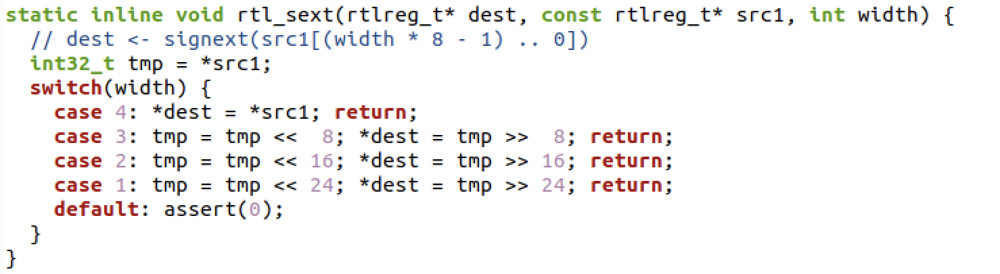 static inline void rtl_sext(rtlreg_t* dest, const rtlreg_t* src1, int width) {
  // dest <- signext(src1[(width * 8 - 1) .. 0])
  int32_t tmp = *src1;
  switch(width) {
    case 4: *dest = *src1; return;
    case 3: tmp = tmp <<  8; *dest = tmp >>  8; return;
    case 2: tmp = tmp << 16; *dest = tmp >> 16; return;
    case 1: tmp = tmp << 24; *dest = tmp >> 24; return;
    default: assert(0);
  }
}